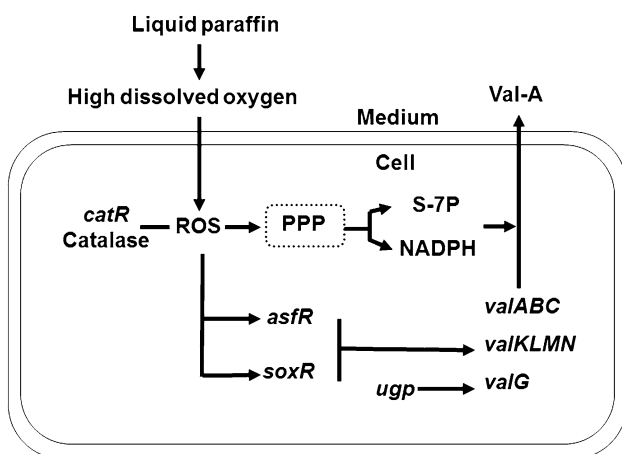 Liquid paraffin
High dissolved oxygen
Val-A
Medium
Cell
catR
Catalase
ROS
PPP
S-7P
NADPH
asfR
soxR
valABC
valKLMN
ugp
valG